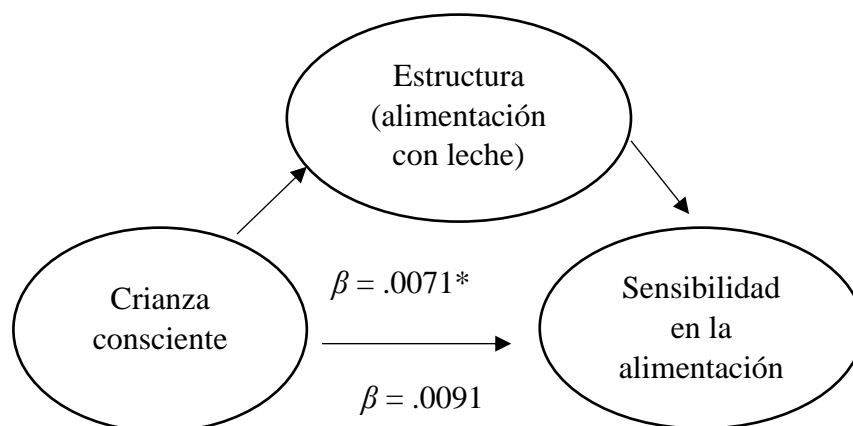 Estructura
(alimentación
con leche)
Crianza
consciente
β = .0071*
β = .0091
Sensibilidad
en la
alimentación